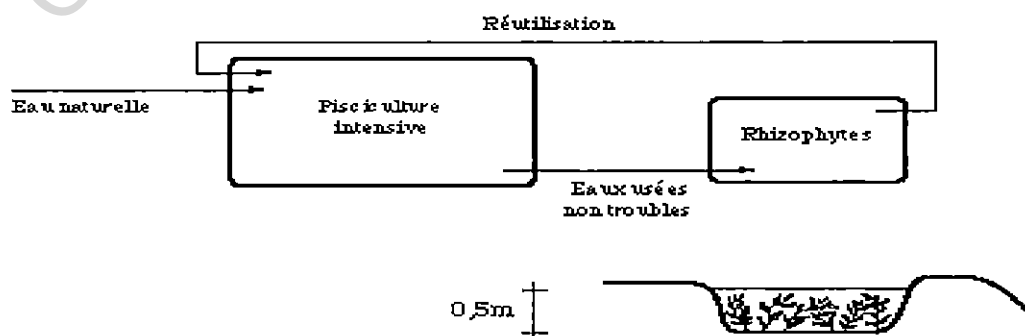 Réutilisation
Eau naturelle
Pisciculture
intensive
Rhizophytes
Eaux usées
non troubles
0,5m